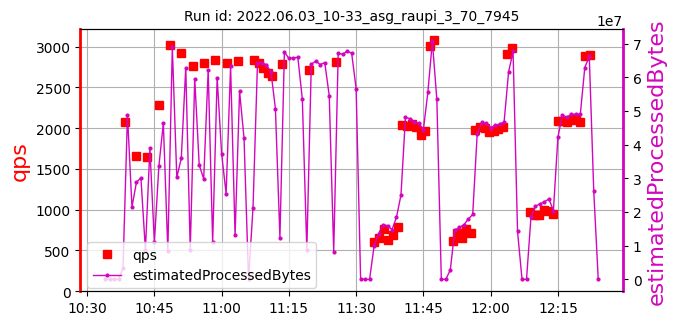 Run id: 2022.06.03_10-33_asg_raupi_3_70_7945
1e7
3000
2500
2000
1500
1000
500
0
qps
7
6
5
4
3
2
1
0
estimatedProcessedBytes
qps
estimatedProcessedBytes
10:30 10:45 11:00 11:15 11:30 11:45 12:00 12:15